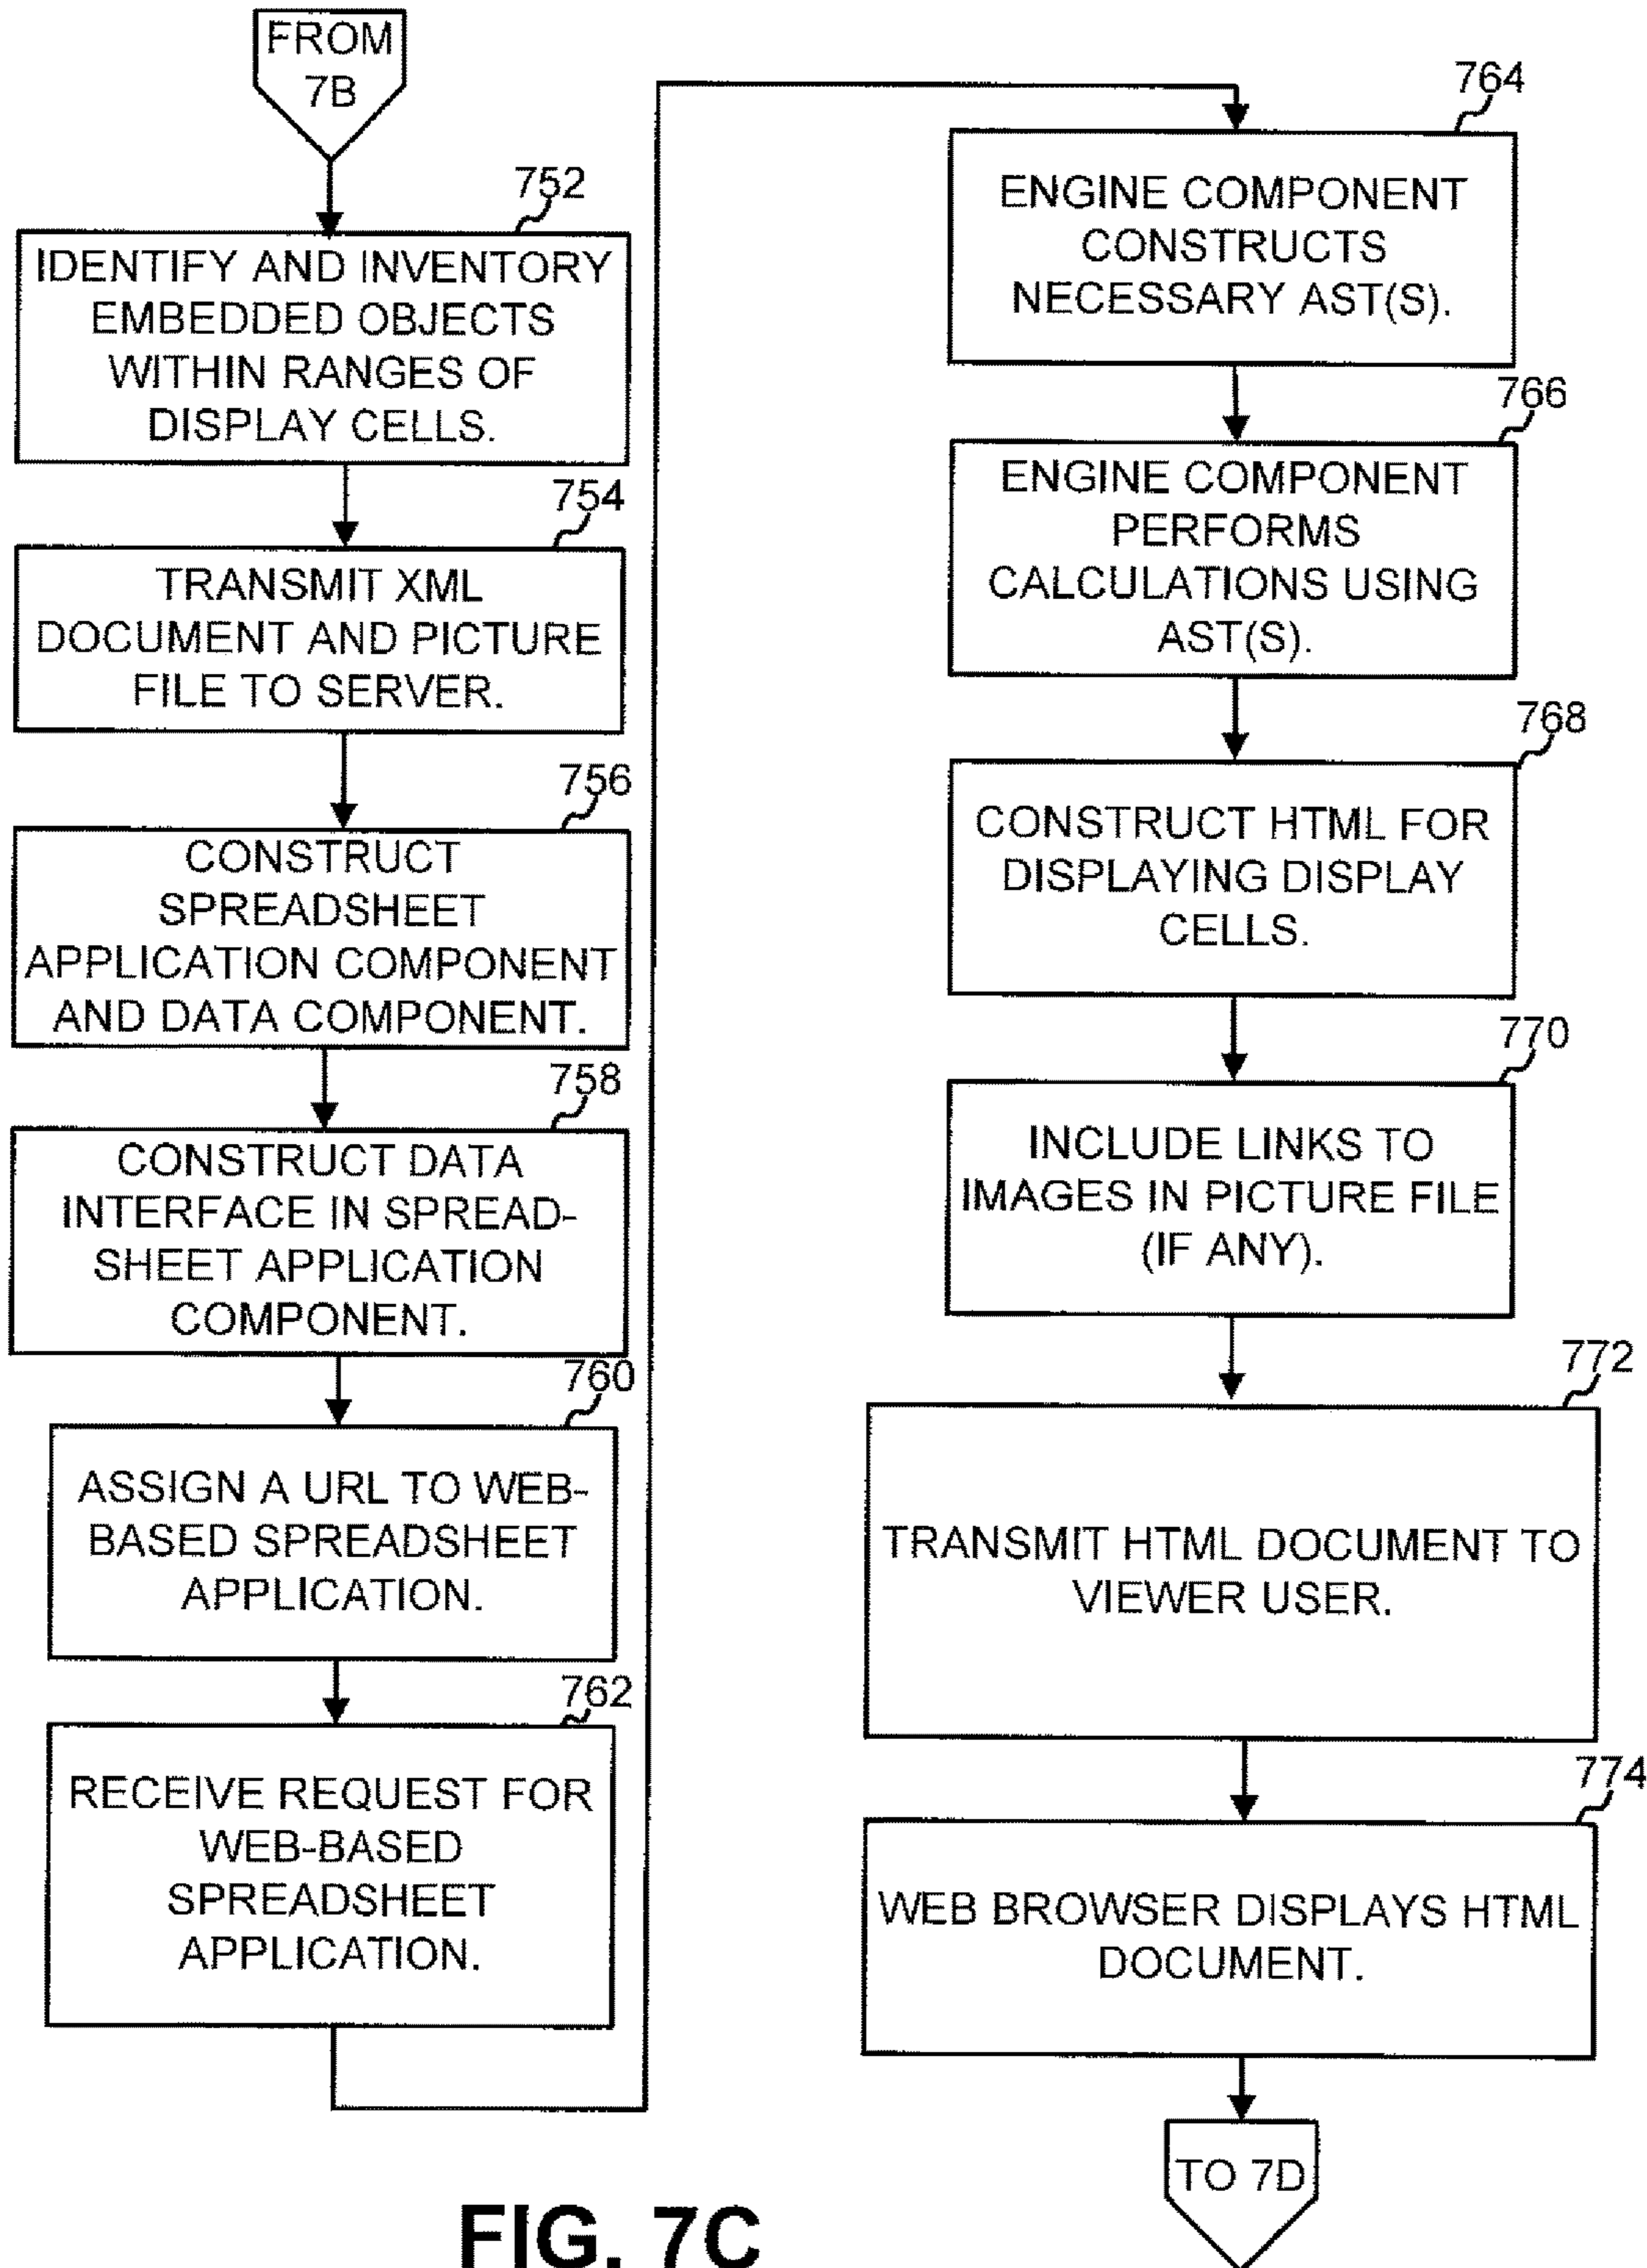 FROM
7B
752
IDENTIFY AND INVENTORY
EMBEDDED OBJECTS
WITHIN RANGES OF
DISPLAY CELLS.
754
TRANSMIT XML
DOCUMENT AND PICTURE
FILE TO SERVER.
756
CONSTRUCT
SPREADSHEET
APPLICATION COMPONENT
AND DATA COMPONENT.
758
CONSTRUCT DATA
INTERFACE IN SPREAD-
SHEET APPLICATION
COMPONENT.
760
ASSIGN A URL TO WEB-
BASED SPREADSHEET
APPLICATION.
762
RECEIVE REQUEST FOR
WEB-BASED
SPREADSHEET
APPLICATION.
764
ENGINE COMPONENT
CONSTRUCTS
NECESSARY AST(S).
766
ENGINE COMPONENT
PERFORMS
CALCULATIONS USING
AST(S).
768
CONSTRUCT HTML FOR
DISPLAYING DISPLAY
CELLS.
770
INCLUDE LINKS TO
IMAGES IN PICTURE FILE
(IF ANY).
772
TRANSMIT HTML DOCUMENT TO
VIEWER USER.
774
WEB BROWSER DISPLAYS HTML
DOCUMENT.
TO 7D
FIG. 7C